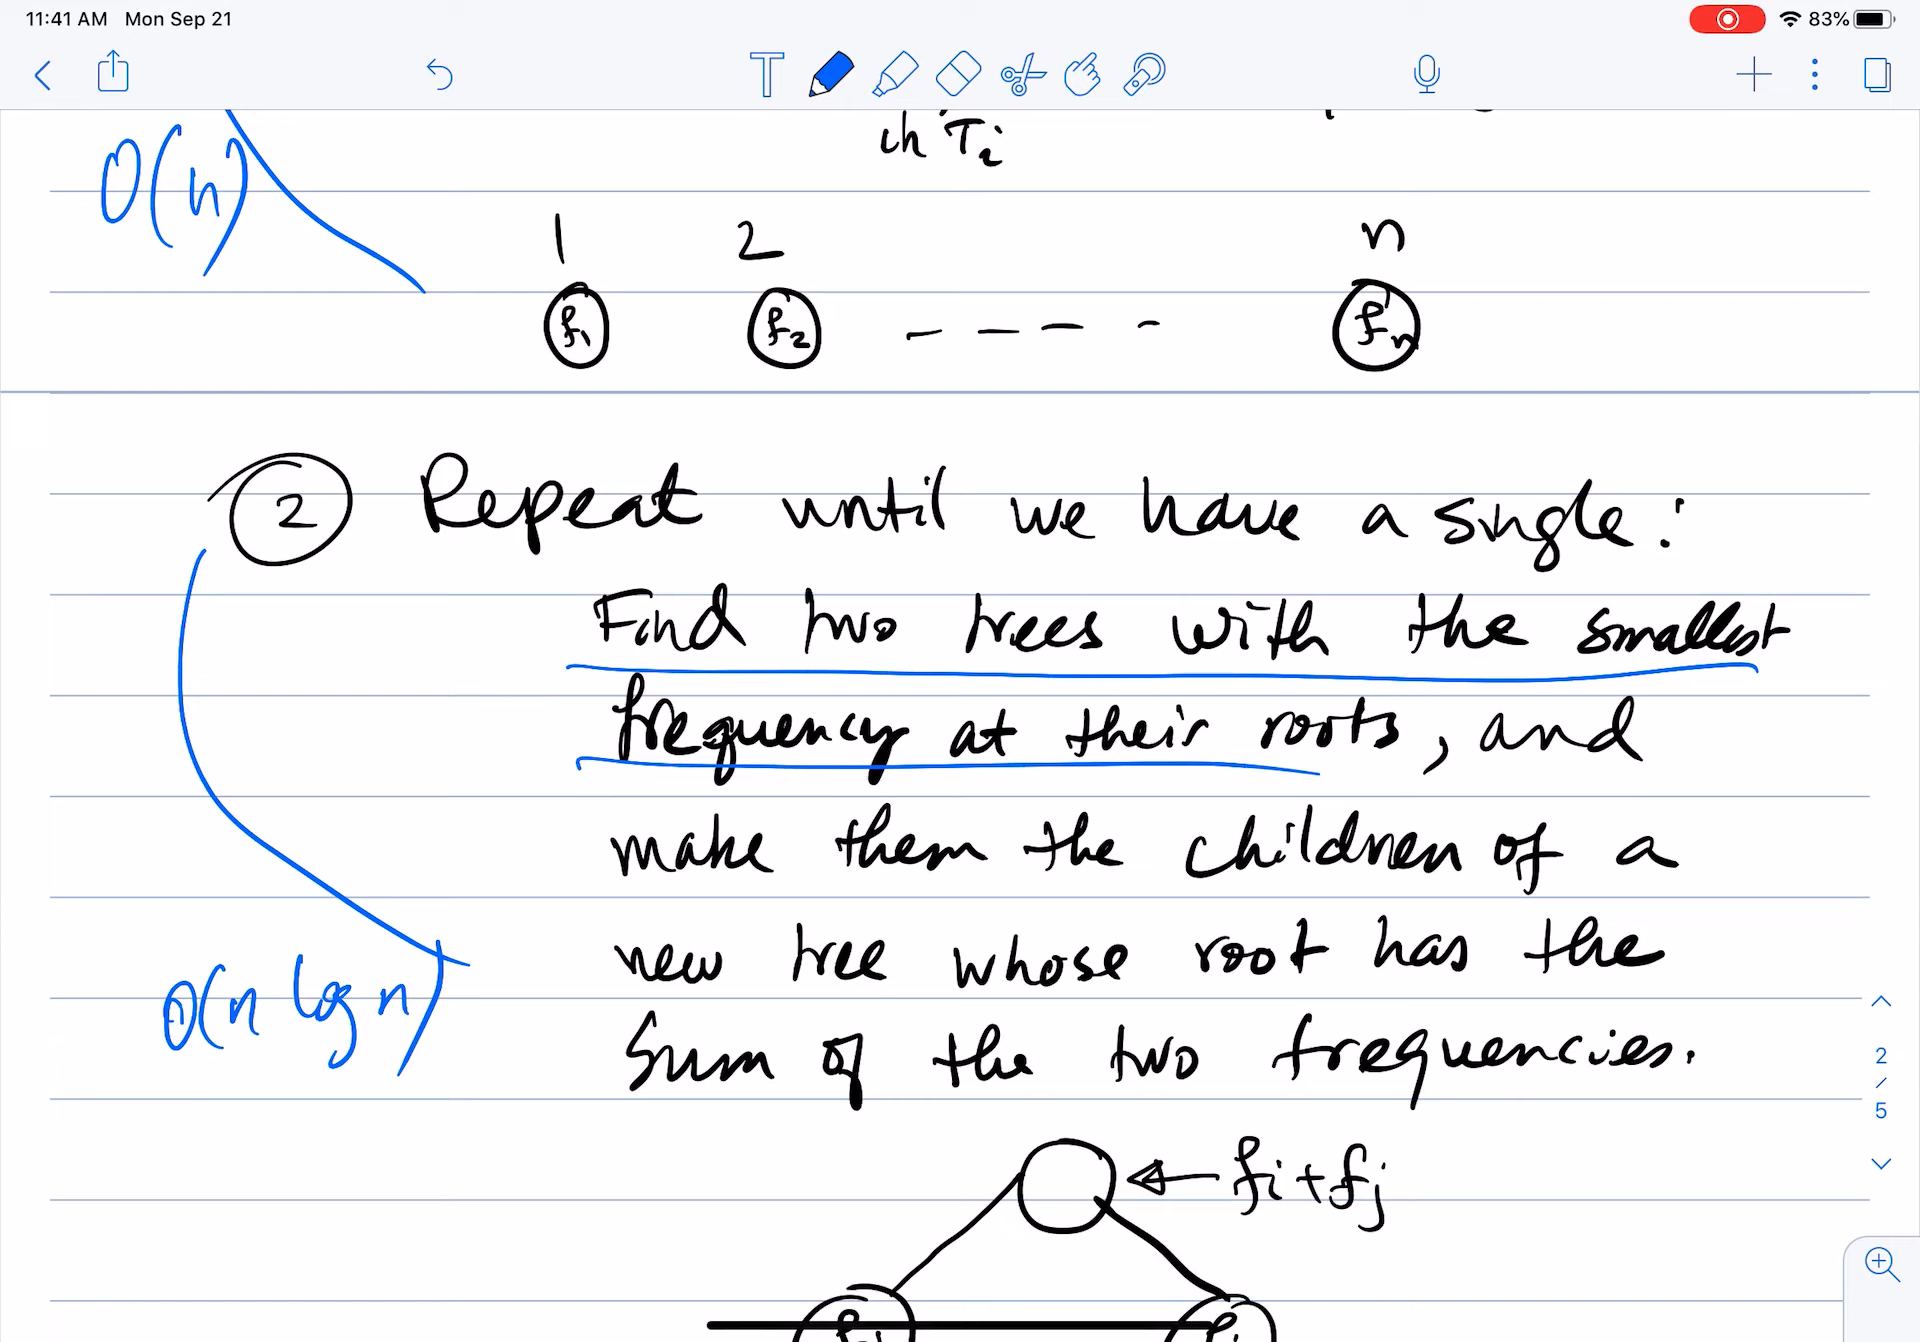 11:41 AM Mon Sep 21
83%
T
in Ti
O(n)
1 2 n
f1 f2 - - - - fn
2 Repeat until we have a single:
Find two trees with the smallest
frequency at their roots, and
make them the children of a
new tree whose root has the
O(n log n)
sum of the two frequencies.
2
/
5
fi+fj